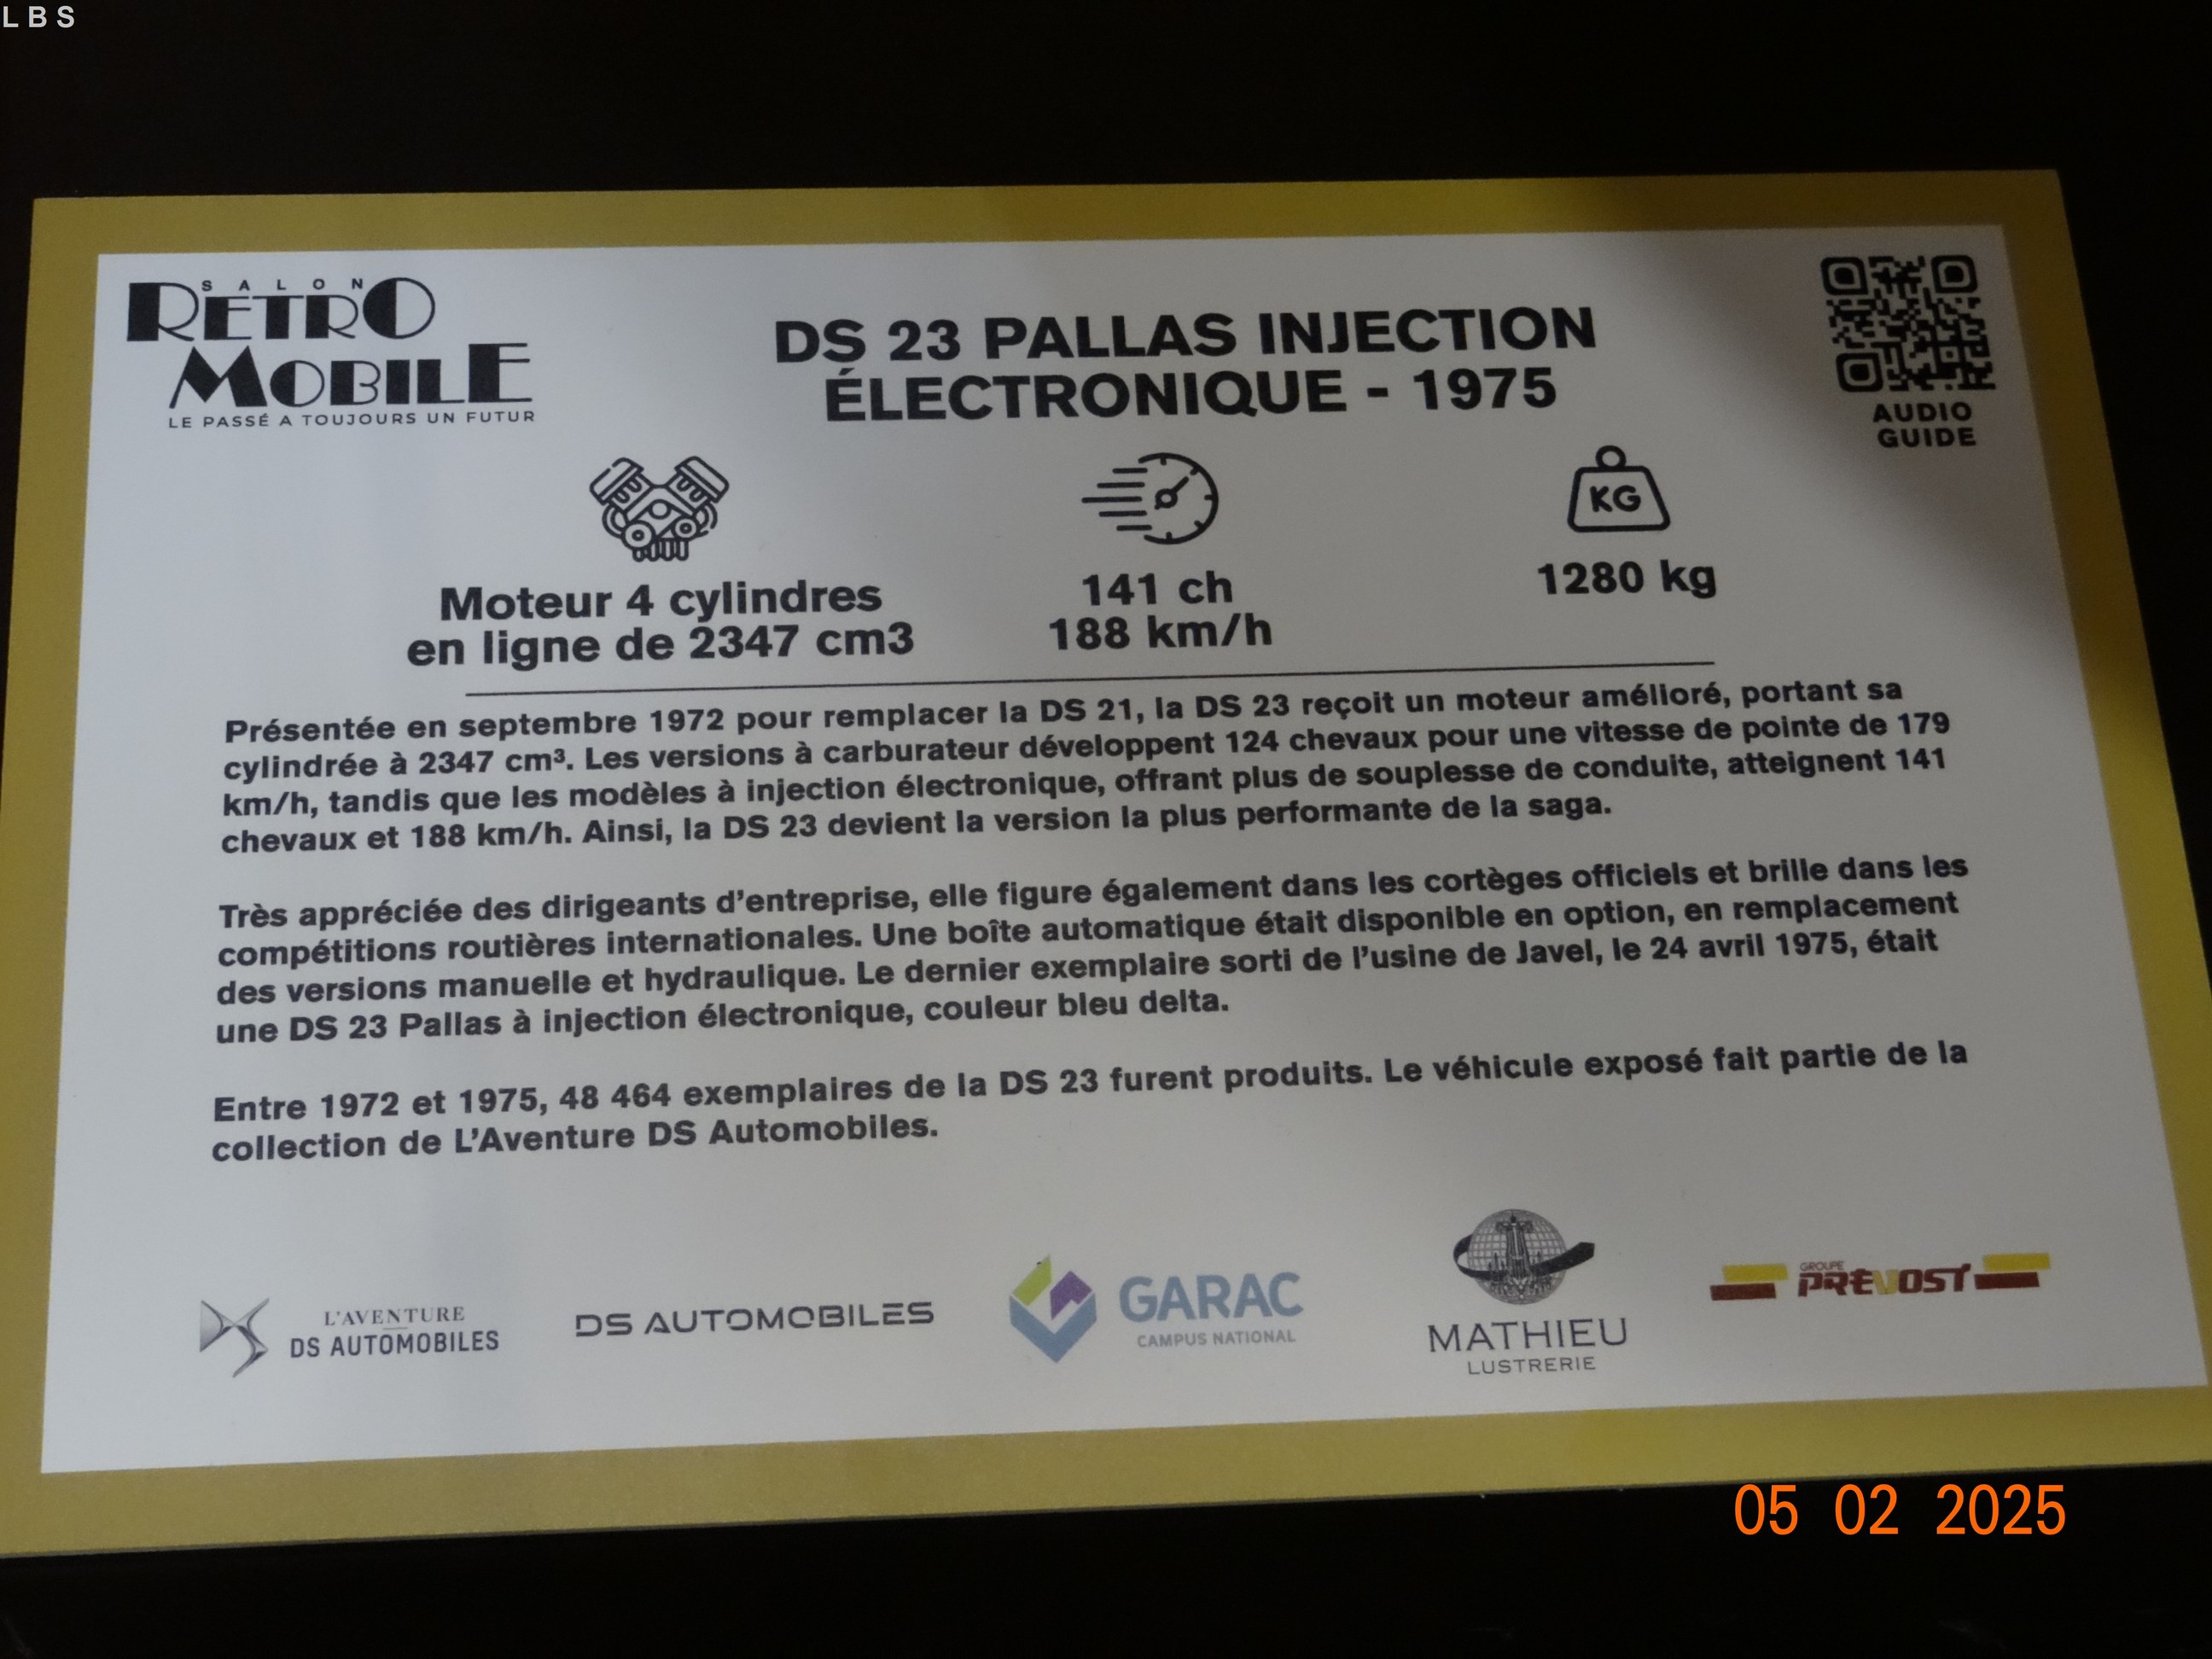 L B S
SALON
RETRO
MOBILE
LE PASSÉ A TOUJOURS UN FUTUR
DS 23 PALLAS INJECTION
ÉLECTRONIQUE - 1975
AUDIO
GUIDE
KG
Moteur 4 cylindres
en ligne de 2347 cm3
141 ch
188 km/h
1280 kg
Présentée en septembre 1972 pour remplacer la DS 21, la DS 23 reçoit un moteur amélioré, portant sa
cylindrée à 2347 cm³. Les versions à carburateur développent 124 chevaux pour une vitesse de pointe de 179
km/h, tandis que les modèles à injection électronique, offrant plus de souplesse de conduite, atteignent 141
chevaux et 188 km/h. Ainsi, la DS 23 devient la version la plus performante de la saga.
Très appréciée des dirigeants d'entreprise, elle figure également dans les cortèges officiels et brille dans les
compétitions routières internationales. Une boîte automatique était disponible en option, en remplacement
des versions manuelle et hydraulique. Le dernier exemplaire sorti de l'usine de Javel, le 24 avril 1975, était
une DS 23 Pallas à injection électronique, couleur bleu delta.
Entre 1972 et 1975, 48 464 exemplaires de la DS 23 furent produits. Le véhicule exposé fait partie de la
collection de L'Aventure DS Automobiles.
L'AVENTURE
DS AUTOMOBILES
DS AUTOMOBILES
GARAC
CAMPUS NATIONAL
MATHIEU
LUSTRERIE
GROUPE
PREVOST
05 02 2025